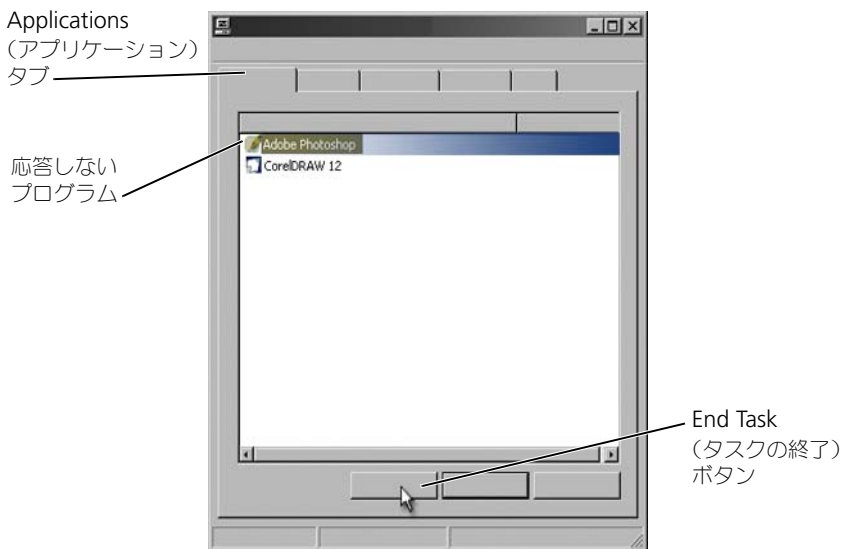 Applications
（アプリケーション）
タブ
Adobe Photoshop
CorelDRAW 12
応答しない
プログラム
End Task
（タスクの終了）
ボタン